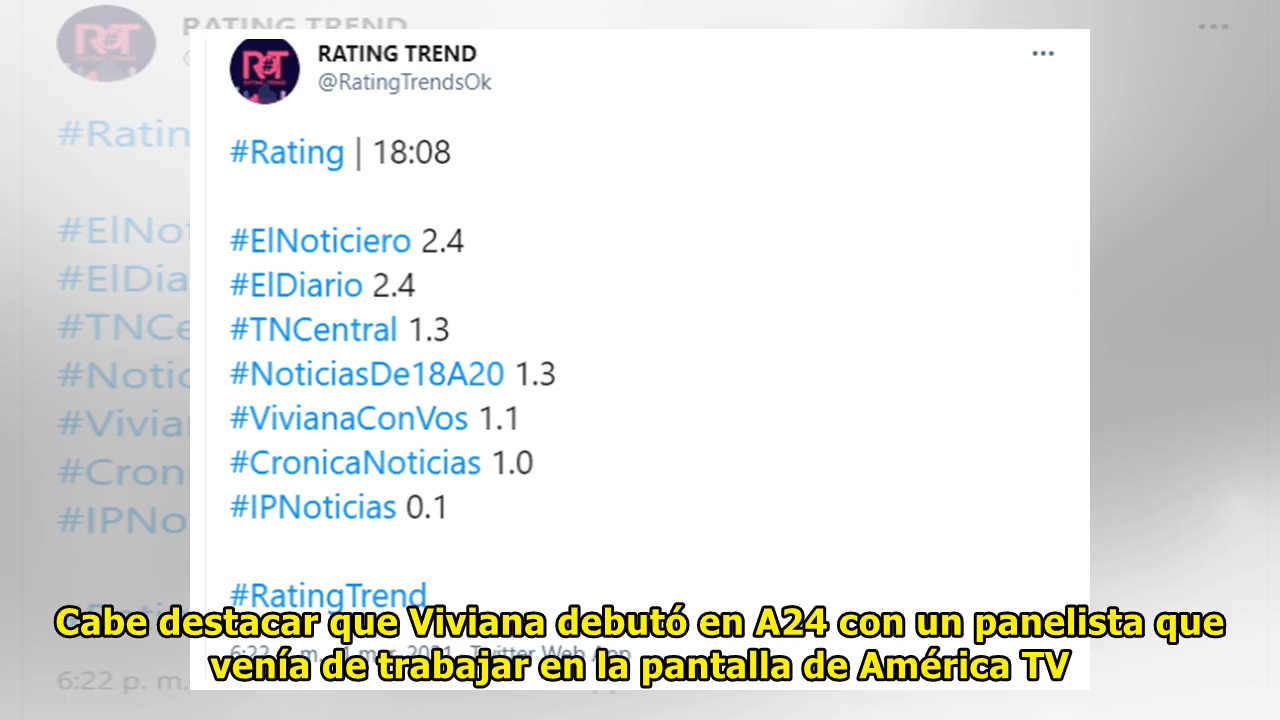 RATING TREND
@RatingTrendsOk
#Rating | 18:08
#ElNoticiero 2.4
#ElDiario 2.4
#TNCentral 1.3
#NoticiasDe18A20 1.3
#VivianaConVos 1.1
#CronicaNoticias 1.0
#IPNoticias 0.1
#RatingTrend
Cabe destacar que Viviana debutó en A24 con un panelista que
venía de trabajar en la pantalla de América TV
6:22 p. m.